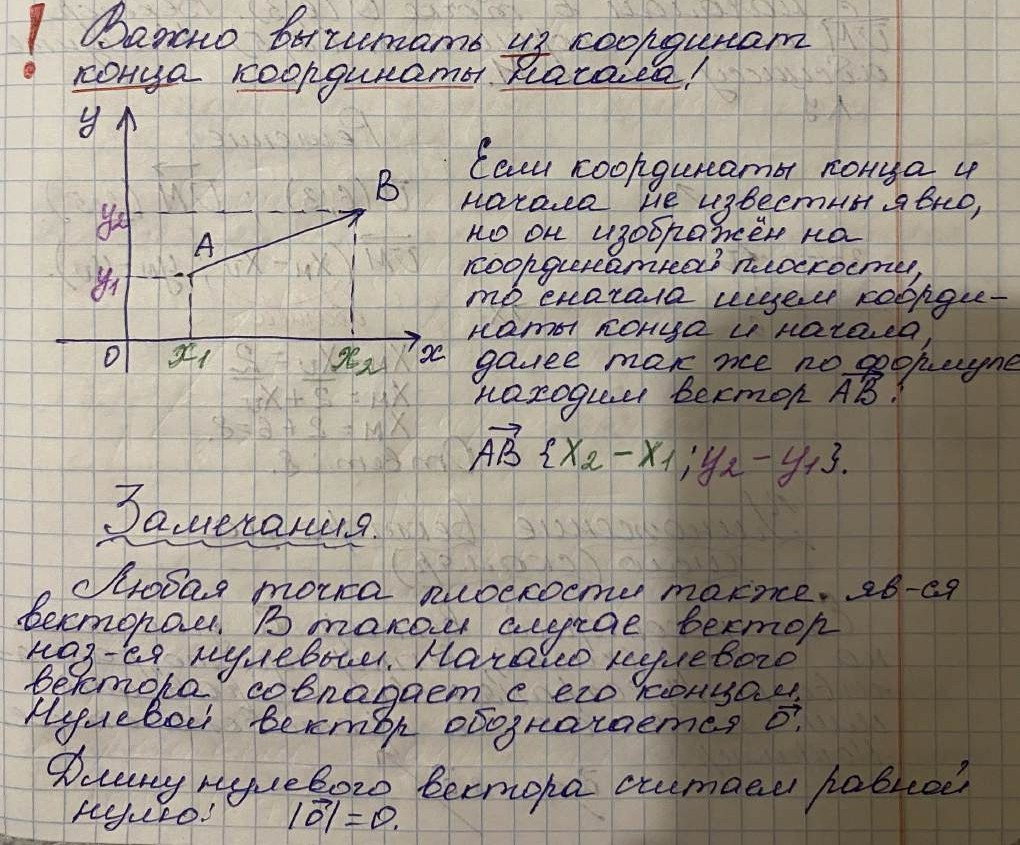 ! Важно вычитать из координат
конца координаты начала!
y
B
y₂
A
y₁
0
x₁
x₂
x
Если координаты конца и
начала не известны явно,
но он изображён на
координатной плоскости,
то сначала ищем коорди-
наты конца и начала,
далее так же по формуле
находим вектор AB⃗:
AB⃗ {x₂ - x₁; y₂ - y₁}.
Замечания.
Любая точка плоскости также яв-ся
вектором. В таком случае вектор
наз-ся нулевым. Начало нулевого
вектора совпадает с его концом.
Нулевой вектор обозначается 0⃗.
Длину нулевого вектора считаем равной
нулю: |0⃗| = 0.